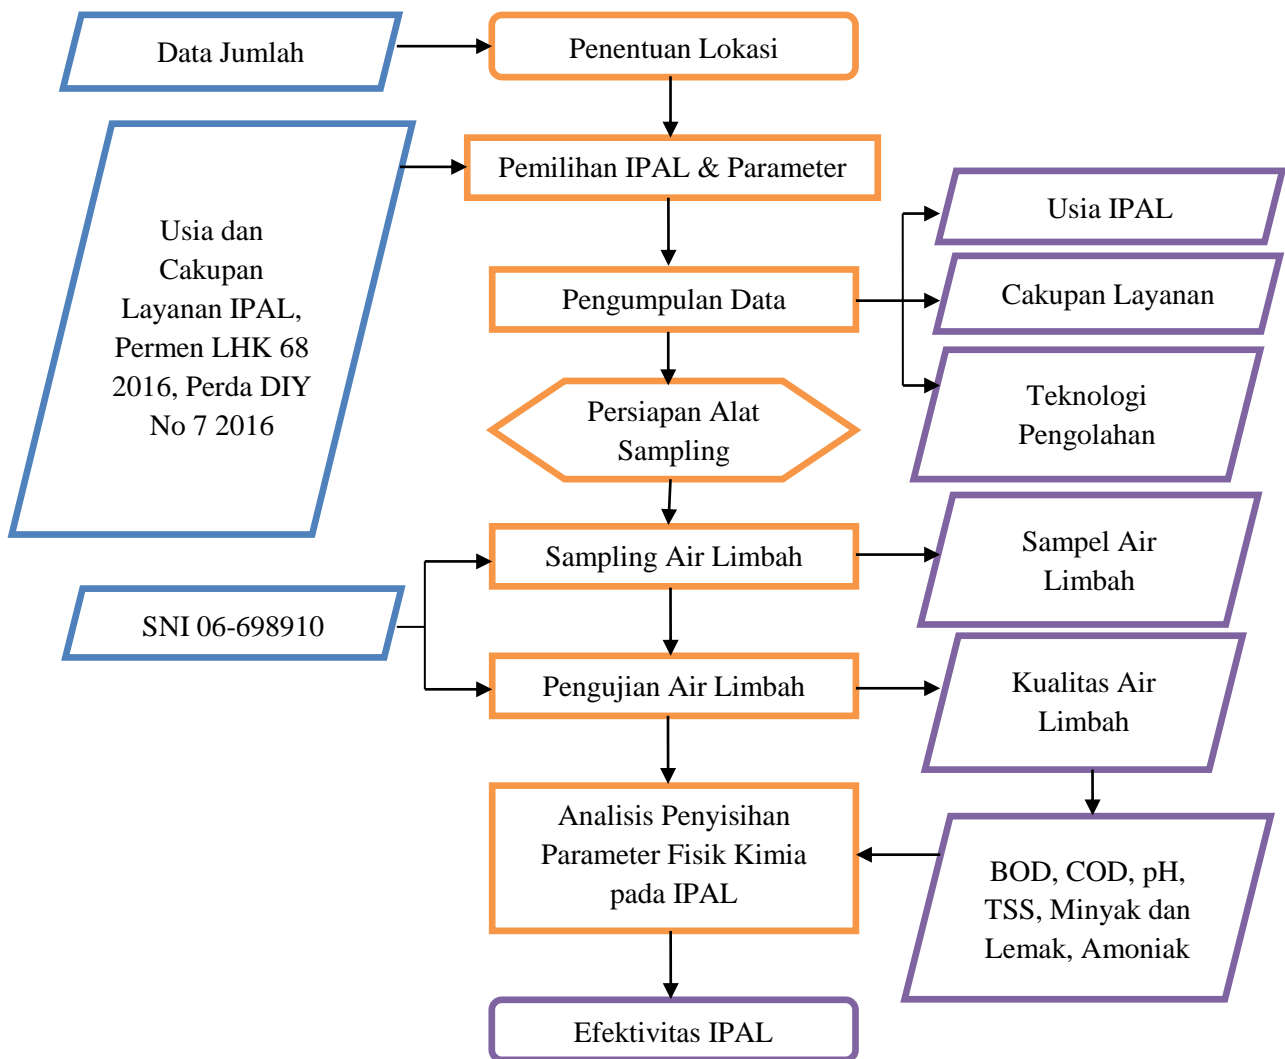 Data Jumlah
Penentuan Lokasi
Pemilihan IPAL & Parameter
Usia dan
Cakupan
Layanan IPAL,
Permen LHK 68
2016, Perda DIY
No 7 2016
Usia IPAL
Pengumpulan Data
Cakupan Layanan
Teknologi
Pengolahan
Persiapan Alat
Sampling
Sampling Air Limbah
Sampel Air
Limbah
SNI 06-698910
Pengujian Air Limbah
Kualitas Air
Limbah
Analisis Penyisihan
Parameter Fisik Kimia
pada IPAL
BOD, COD, pH,
TSS, Minyak dan
Lemak, Amoniak
Efektivitas IPAL